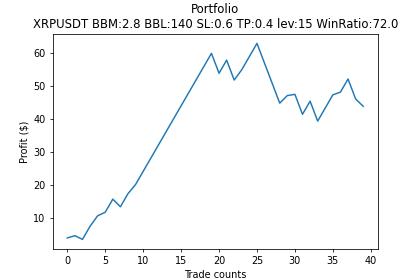 Portfolio
XRPUSDT BBM:2.8 BBL:140 SL:0.6 TP:0.4 lev:15 WinRatio:72.0
60
50
40
30
20
10
Profit ($)
0 5 10 15 20 25 30 35 40
Trade counts